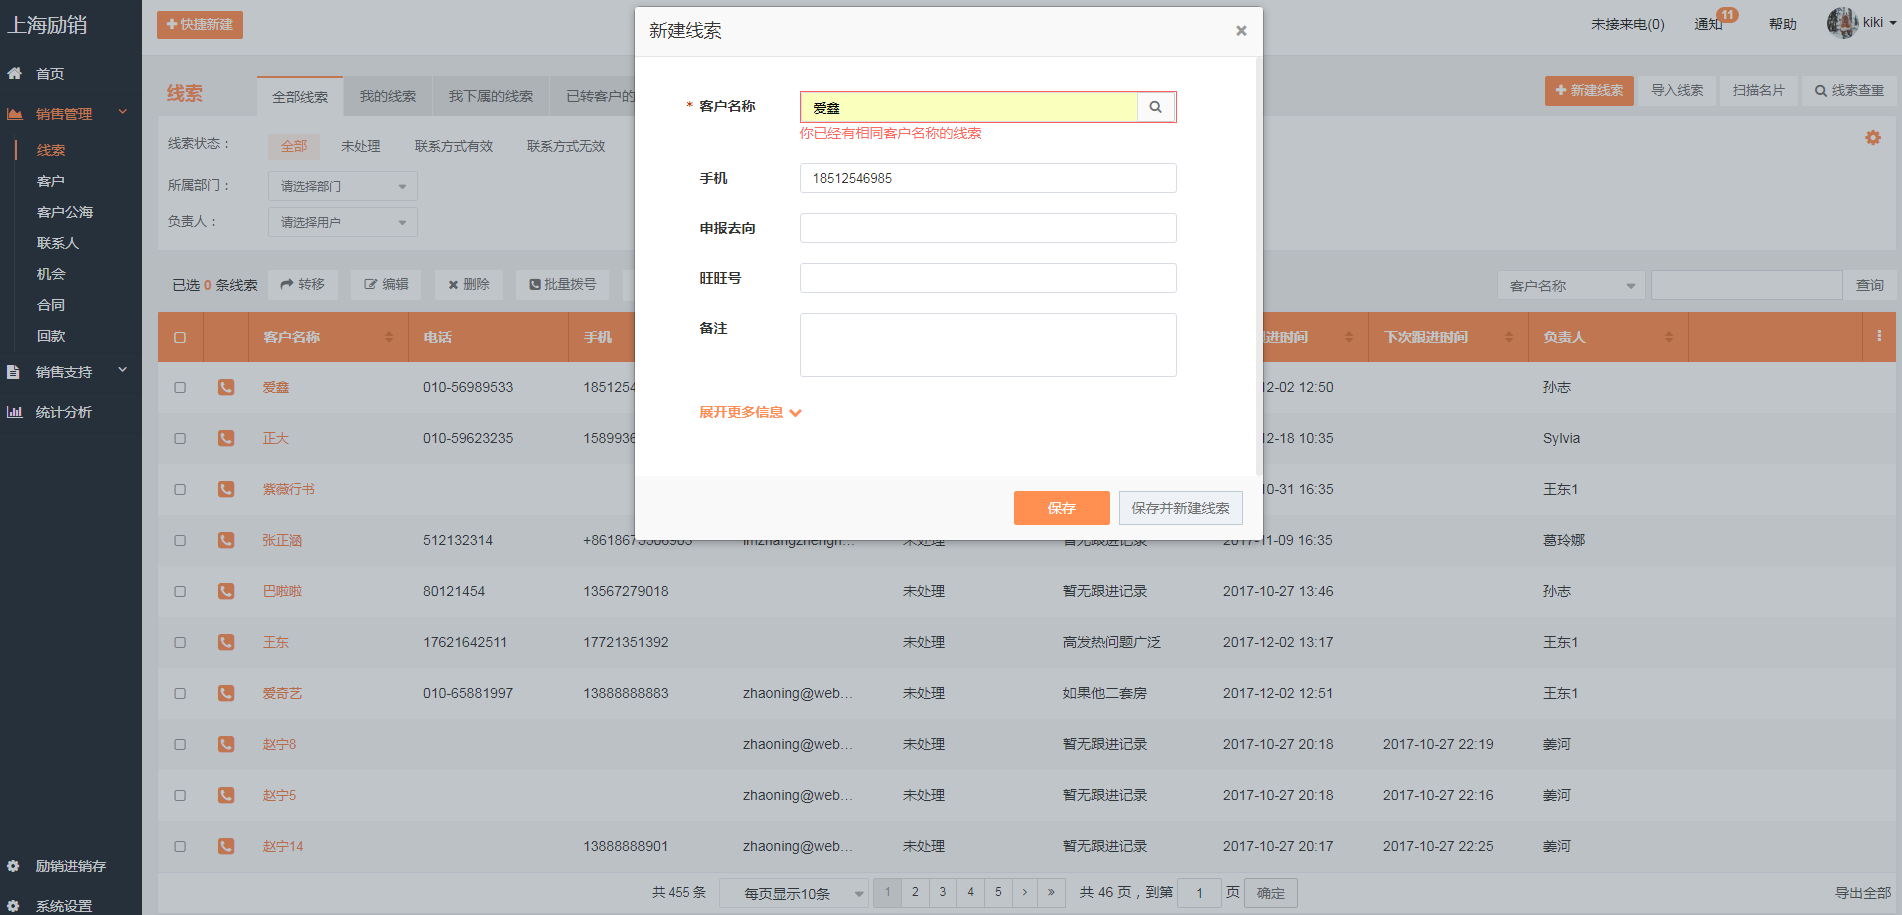 上海励销
快捷新建
未接来电(0)
通知
11
帮助
kiki
首页
销售管理
线索
客户
客户公海
联系人
机会
合同
回款
销售支持
统计分析
励销进销存
系统设置
线索
全部线索
我的线索
我下属的线索
已转客户的
新建线索
导入线索
扫描名片
线索查重
线索状态：
全部
未处理
联系方式有效
联系方式无效
所属部门：
请选择部门
负责人：
请选择用户
已选 0 条线索
转移
编辑
删除
批量拨号
客户名称
查询
新建线索
×
* 客户名称
爱鑫
你已经有相同客户名称的线索
手机
18512546985
申报去向
旺旺号
备注
展开更多信息
保存
保存并新建线索
客户名称 电话 手机 进时间 下次跟进时间 负责人
爱鑫 010-56989533 1851254 12-02 12:50 孙志
正大 010-59623235 1589936 12-18 10:35 Sylvia
紫薇行书 10-31 16:35 王东1
张正涵 512132314 未处理 暂无跟进记录 2017-11-09 16:35 葛玲娜
巴啦啦 80121454 13567279018 未处理 暂无跟进记录 2017-10-27 13:46 孙志
王东 17621642511 17721351392 未处理 高发热问题广泛 2017-12-02 13:17 王东1
爱奇艺 010-65881997 13888888883 zhaoning@web... 未处理 如果他二套房 2017-12-02 12:51 王东1
赵宁8 zhaoning@web... 未处理 暂无跟进记录 2017-10-27 20:18 2017-10-27 22:19 姜河
赵宁5 zhaoning@web... 未处理 暂无跟进记录 2017-10-27 20:18 2017-10-27 22:16 姜河
赵宁14 13888888901 zhaoning@web... 未处理 暂无跟进记录 2017-10-27 20:17 2017-10-27 22:25 姜河
共 455 条 每页显示10条 1 2 3 4 5 › » 共 46 页，到第 1 页 确定
导出全部